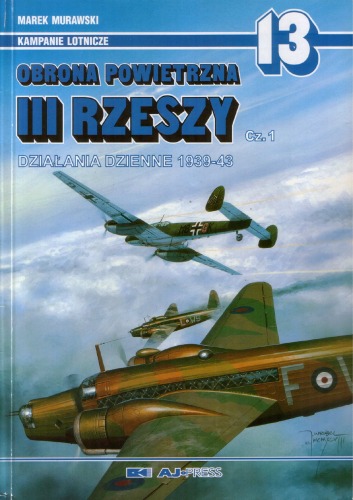 MAREK MURAWSKI
KAMPANIE LOTNICZE
13
OBRONA POWIETRZNA
III RZESZY
Cz.1
DZIAŁANIA DZIENNE 1939-43
F
AJ-PRESS